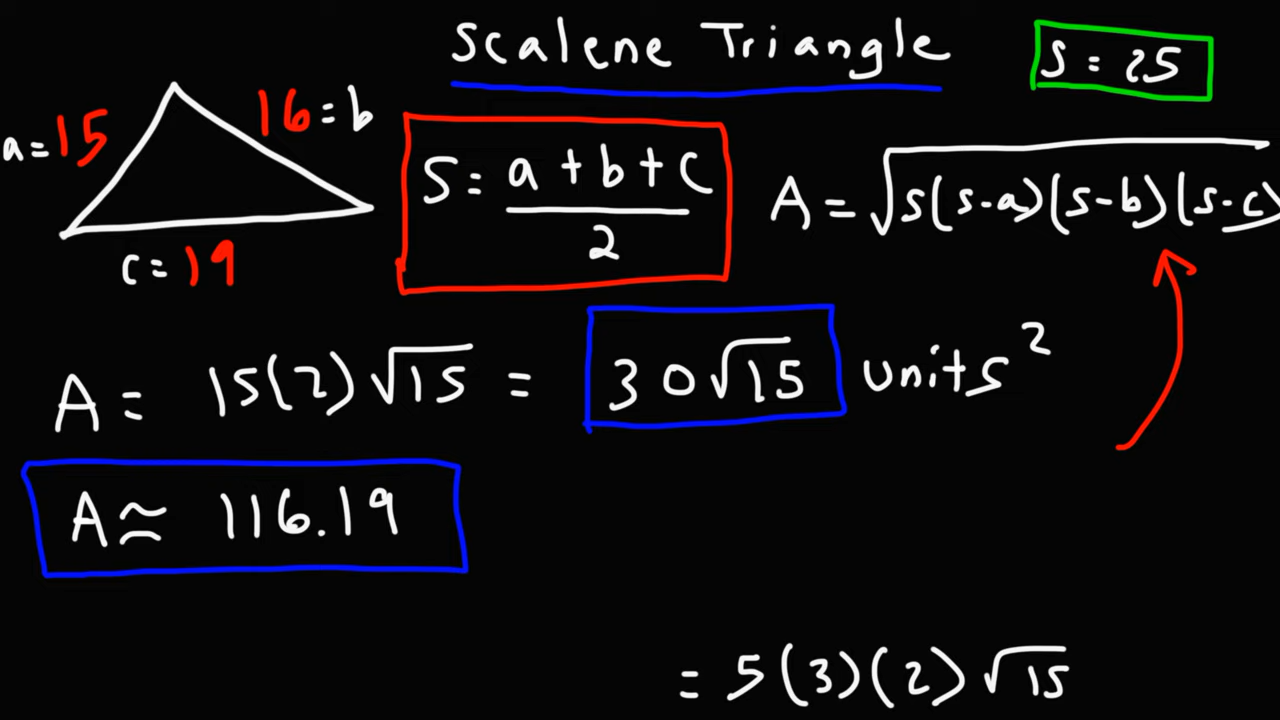 Scalene Triangle
S = 25
a = 15
16 = b
c = 19
S = (a + b + c)/2
A = √(s(s-a)(s-b)(s-c))
A = 15(2)√15 = 30√15 units²
A ≈ 116.19
= 5(3)(2)√15